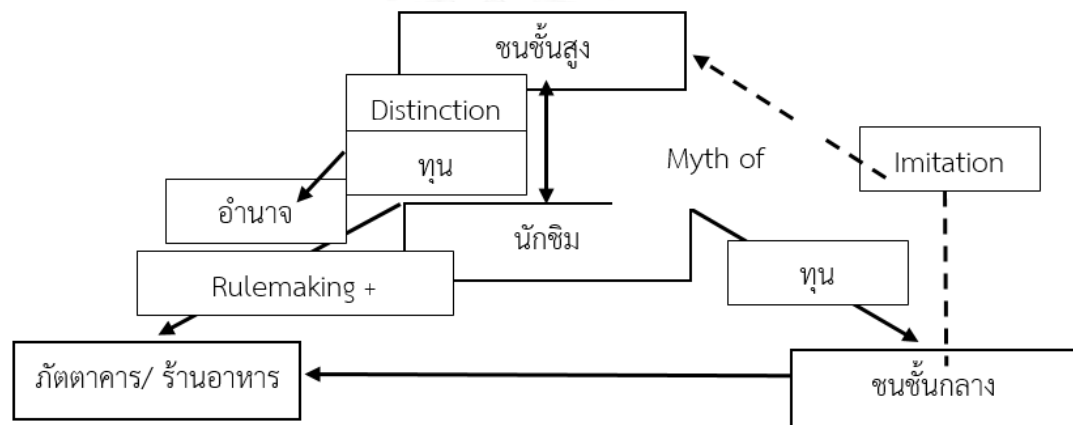 ชนชั้นสูง
Distinction
ทุน
Myth of
Imitation
อำนาจ
นักชิม
Rulemaking +
ทุน
ภัตตาคาร/ ร้านอาหาร
ชนชั้นกลาง